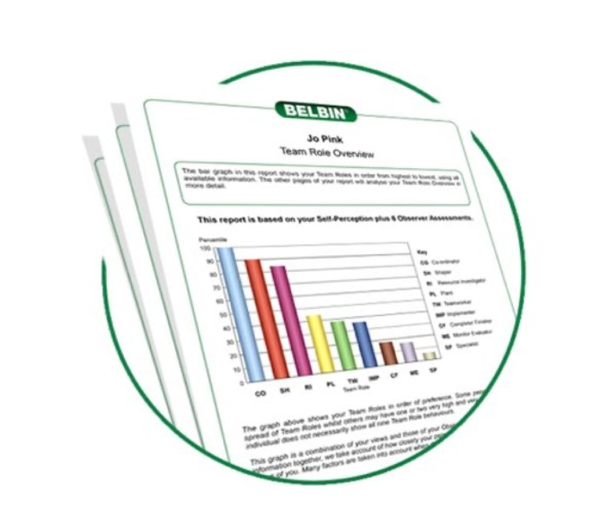 BELBIN
Jo Pink
Team Role Overview
The bar graph in this report shows your Team Roles in order from highest to lowest, using all
available information. The other pages of your report will analyse your Team Role Overview in
more detail.
This report is based on your Self-Perception plus 6 Observer Assessments.
Percentile
100
90
80
70
60
50
40
30
20
10
0
CO SH RI PL TW IMP CF ME SP
Team Role
Key
CO Co-ordinator
SH Shaper
RI Resource Investigator
PL Plant
TW Teamworker
IMP Implementer
CF Completer Finisher
ME Monitor Evaluator
SP Specialist
The graph above shows your Team Roles in order of preference. Some
spread of Team Roles whilst others may have one or two very high and
individual does not necessarily show all nine Team Role behaviours.
This graph is a combination of your views and those of your
information together, we take account of how closely your
of you. Many factors are taken into account when